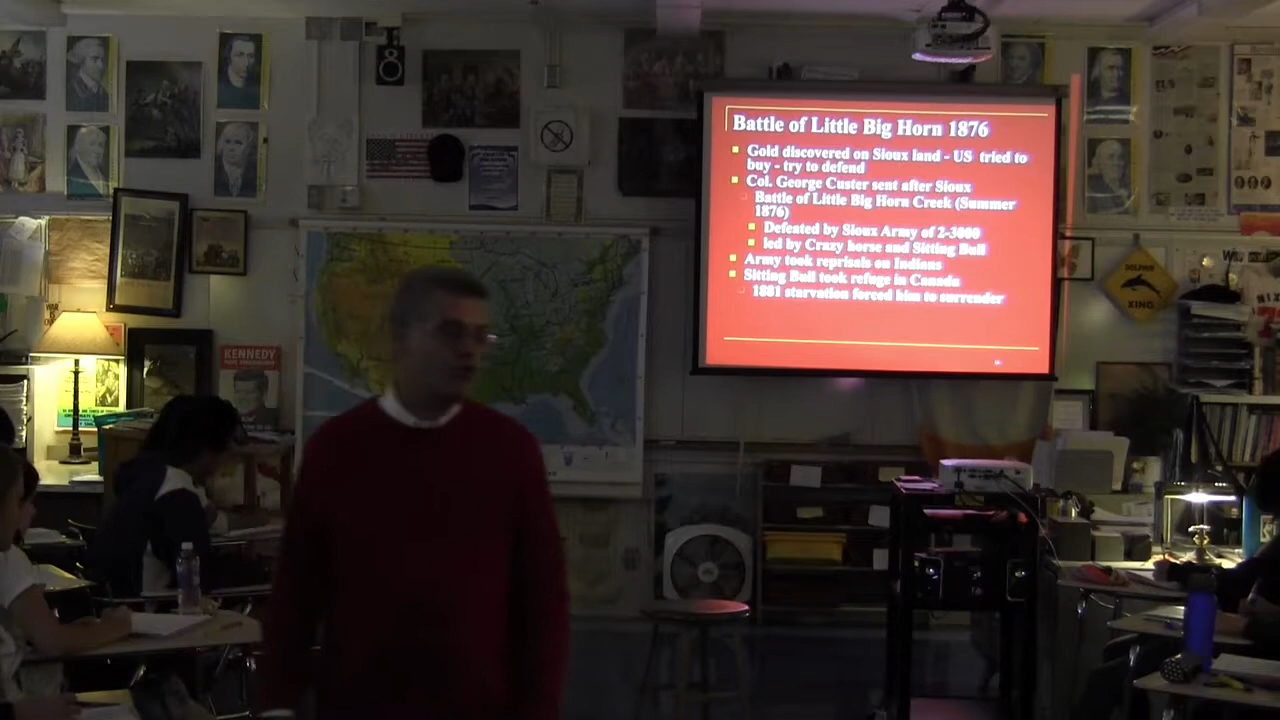 Battle of Little Big Horn 1876
Gold discovered on Sioux land - US tried to
buy - try to defend
Col. George Custer sent after Sioux
Battle of Little Big Horn Creek (Summer
1876)
Defeated by Sioux Army of 2-3000
led by Crazy horse and Sitting Bull
Army took reprisals on Indians
Sitting Bull took refuge in Canada
1881 starvation forced him to surrender
DOLPHIN
XING
KENNEDY
8